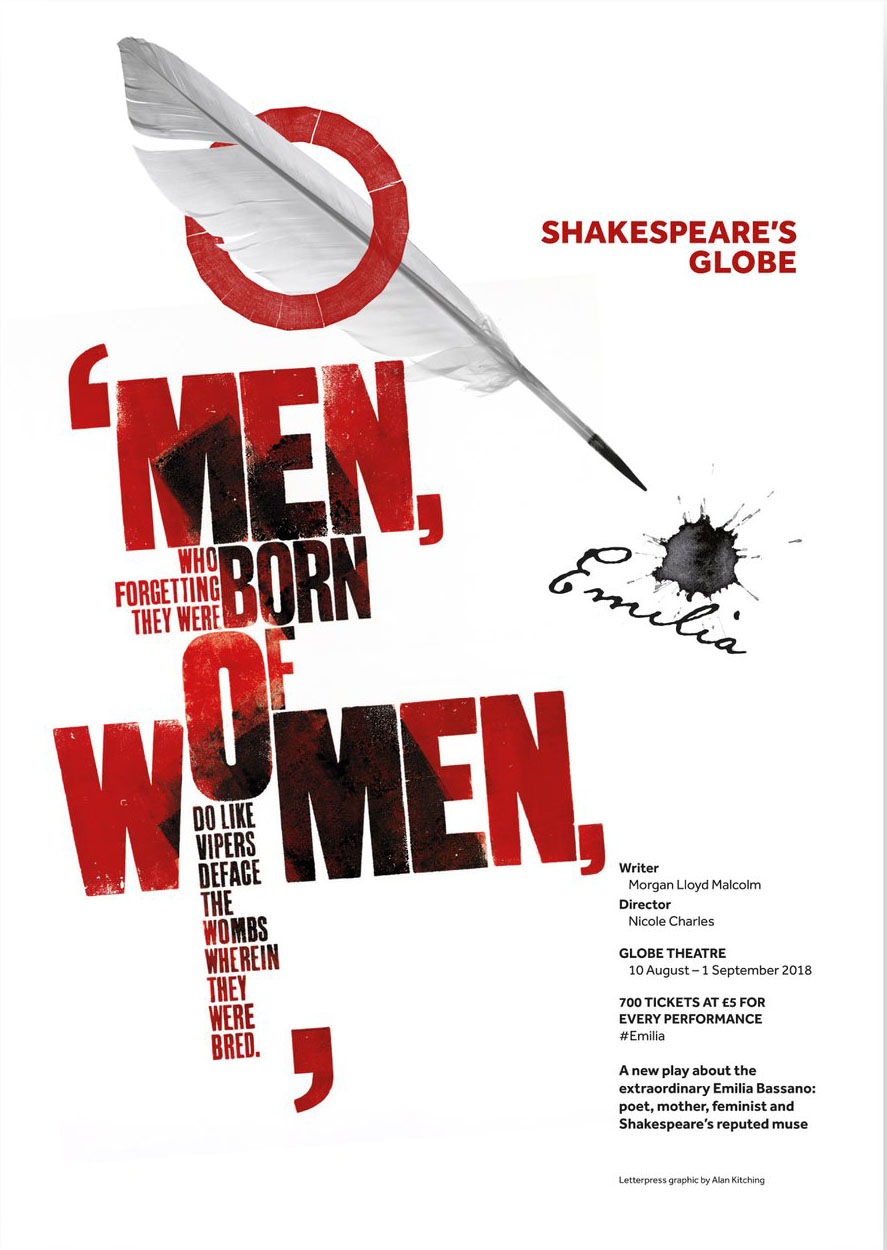 SHAKESPEARE'S
GLOBE
‘MEN,
WHO
FORGETTING
THEY WERE
BORN
OF
WOMEN,
DO LIKE
VIPERS
DEFACE
THE
WOMBS
WHEREIN
THEY
WERE
BRED.
’
Emilia
Writer
Morgan Lloyd Malcolm
Director
Nicole Charles
GLOBE THEATRE
10 August – 1 September 2018
700 TICKETS AT £5 FOR
EVERY PERFORMANCE
#Emilia
A new play about the
extraordinary Emilia Bassano:
poet, mother, feminist and
Shakespeare's reputed muse
Letterpress graphic by Alan Kitching